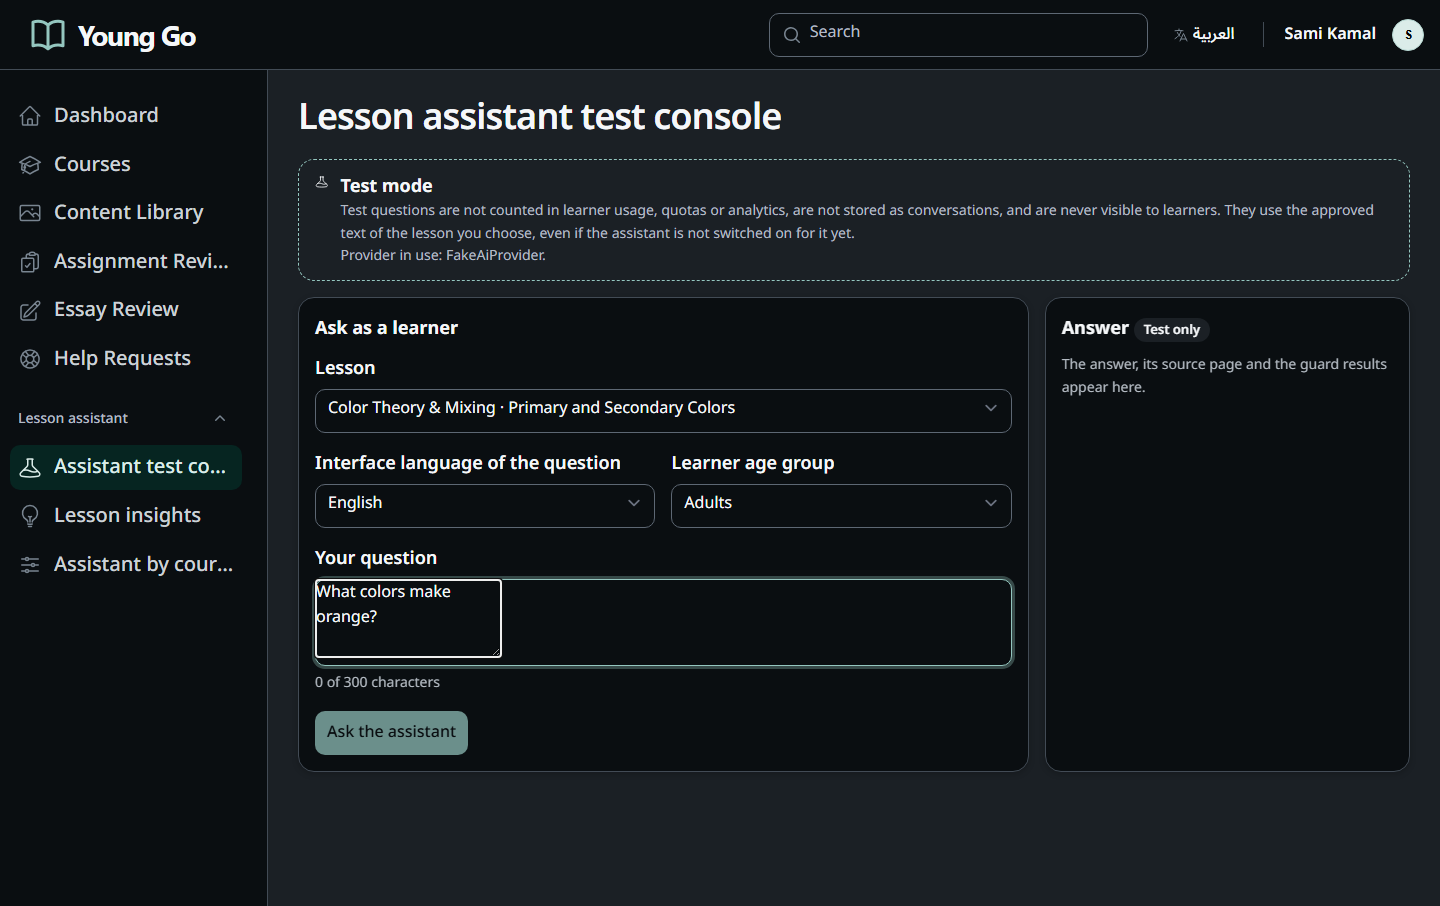 Young Go
Search
العربية
Sami Kamal
S
Dashboard
Courses
Content Library
Assignment Revi...
Essay Review
Help Requests
Lesson assistant
Assistant test co...
Lesson insights
Assistant by cour...
Lesson assistant test console
Test mode
Test questions are not counted in learner usage, quotas or analytics, are not stored as conversations, and are never visible to learners. They use the approved
text of the lesson you choose, even if the assistant is not switched on for it yet.
Provider in use: FakeAiProvider.
Ask as a learner
Lesson
Color Theory & Mixing · Primary and Secondary Colors
Interface language of the question
English
Learner age group
Adults
Your question
What colors make
orange?
0 of 300 characters
Ask the assistant
Answer
Test only
The answer, its source page and the guard results
appear here.